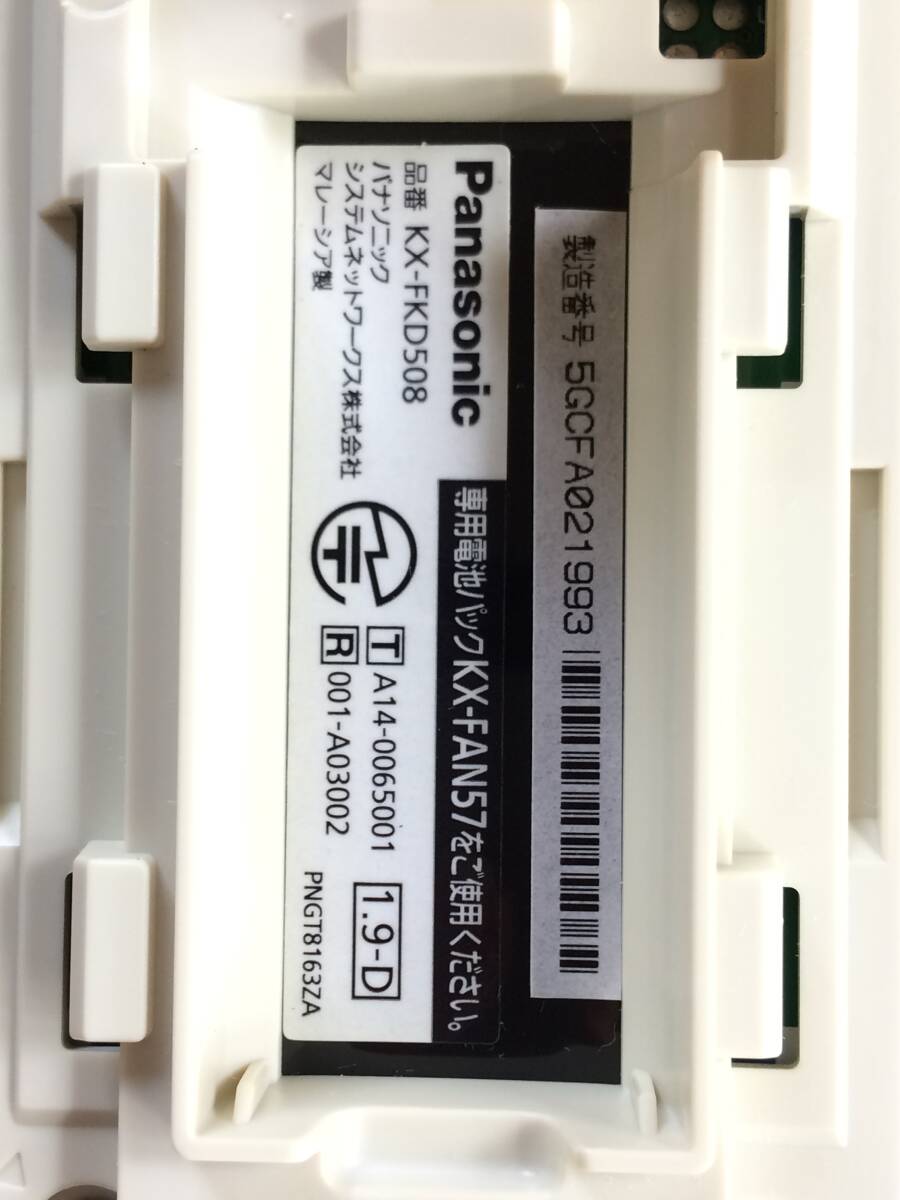 Panasonic
品番 KX-FKD508
パナソニック
システムネットワークス株式会社
マレーシア製
T A14-0065001
R 001-A03002
1.9-D
PNGT8163ZA
専用電池パックKX-FAN57をご使用ください。
製造番号 5GCFA021993